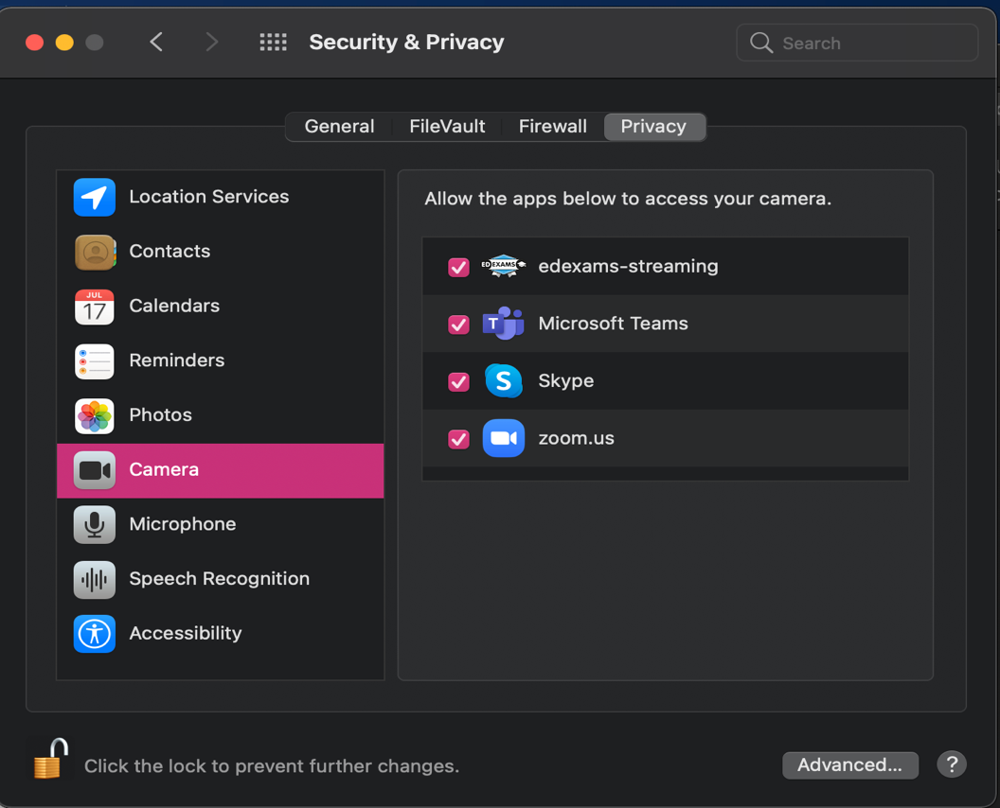 Security & Privacy
Search
General FileVault Firewall Privacy
Location Services
Contacts
JUL
17
Calendars
Reminders
Photos
Camera
Microphone
Speech Recognition
Accessibility
Allow the apps below to access your camera.
EDEXAMS
edexams-streaming
T
Microsoft Teams
S
Skype
zoom.us
Click the lock to prevent further changes.
Advanced...
?